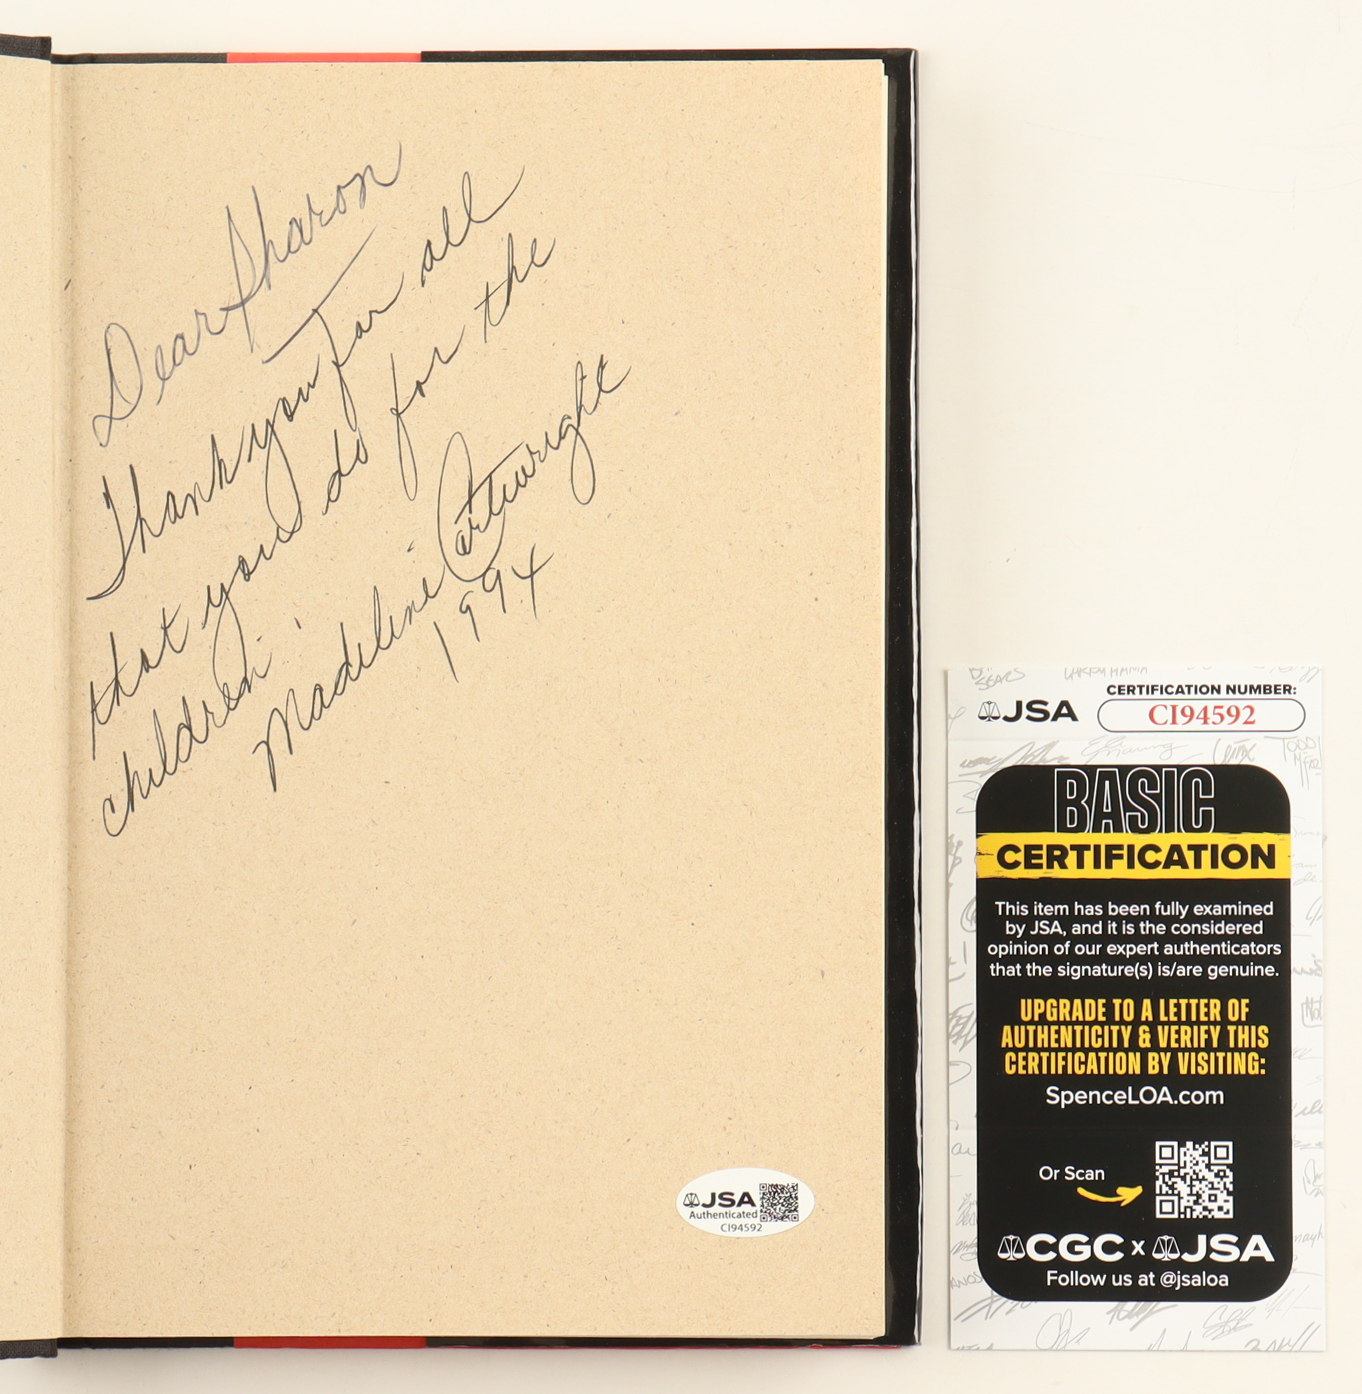 Dear Sharon
Thank you for all
that you do for the
children.
Madeline Cartwright
1994
JSA
Authenticated
CI94592
JSA
CERTIFICATION NUMBER:
CI94592
BASIC
CERTIFICATION
This item has been fully examined
by JSA, and it is the considered
opinion of our expert authenticators
that the signature(s) is/are genuine.
UPGRADE TO A LETTER OF
AUTHENTICITY & VERIFY THIS
CERTIFICATION BY VISITING:
SpenceLOA.com
Or Scan
CGC x JSA
Follow us at @jsaloa